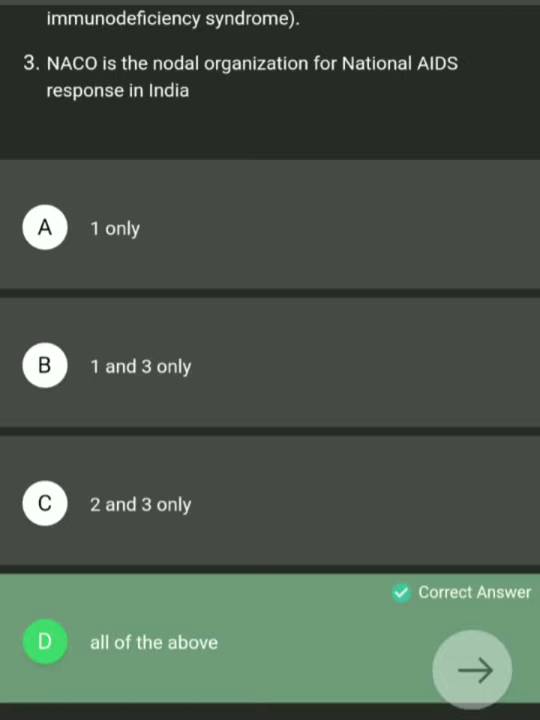 immunodeficiency syndrome).
3. NACO is the nodal organization for National AIDS
response in India
A 1 only
B 1 and 3 only
C 2 and 3 only
Correct Answer
D all of the above